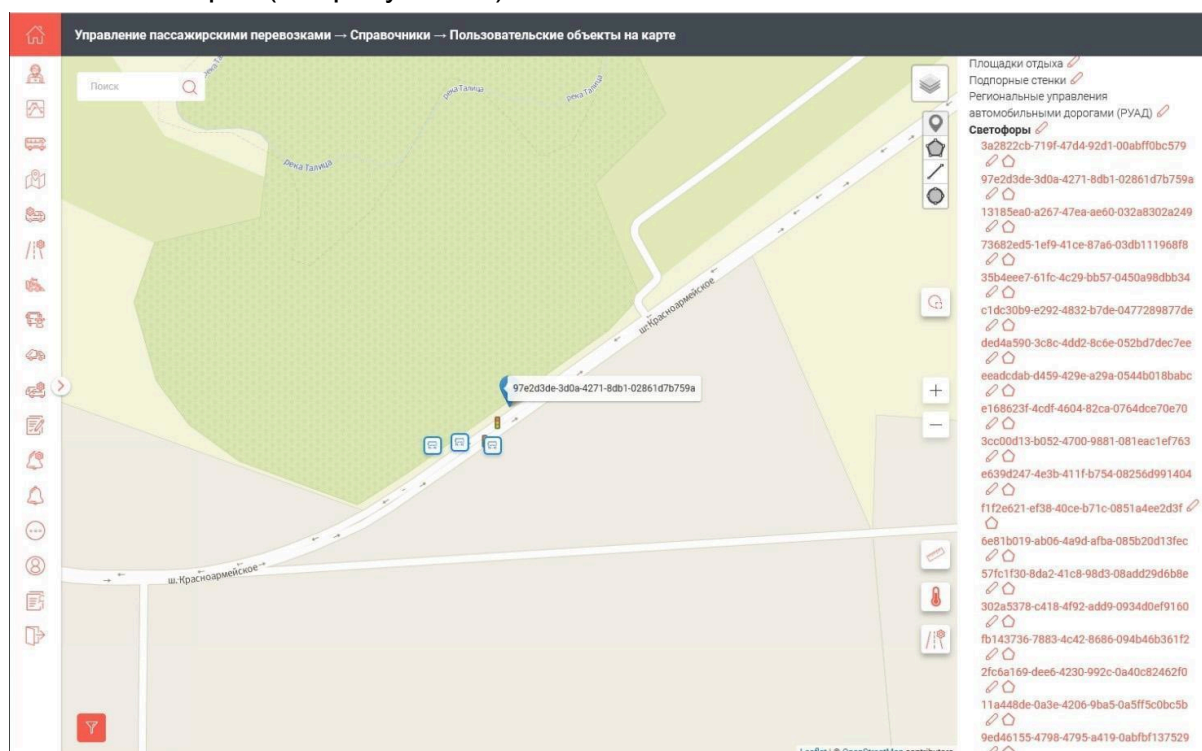 Управление пассажирскими перевозками → Справочники → Пользовательские объекты на карте
Поиск
река Талица
река Талица
река Талица
ш. Красноармейское
97e2d3de-3d0a-4271-8db1-02861d7b759a
ш. Красноармейское
Leaflet | © OpenStreetMap contributors
Площадки отдыха
Подпорные стенки
Региональные управления
автомобильными дорогами (РУАД)
Светофоры
3a2822cb-719f-47d4-92d1-00abff0bc579
97e2d3de-3d0a-4271-8db1-02861d7b759a
13185ea0-a267-47ea-ae60-032a8302a249
73682ed5-1ef9-41ce-87a6-03db111968f8
35b4eee7-61fc-4c29-bb57-0450a98dbb34
c1dc30b9-e292-4832-b7de-0477289877de
ded4a590-3c8c-4dd2-8c6e-052bd7dec7ee
eeadcdab-d459-429e-a29a-0544b018babc
e168623f-4cdf-4604-82ca-0764dce70e70
3cc00d13-b052-4700-9881-081eac1ef763
e639d247-4e3b-411f-b754-08256d991404
f1f2e621-ef38-40ce-b71c-0851a4ee2d3f
6e81b019-ab06-4a9d-afba-085b20d13fec
57fc1f30-8da2-41c8-98d3-08add29d6b8e
302a5378-c418-4f92-add9-0934d0ef9160
fb143736-7883-4c42-8686-094b46b361f2
2fc6a169-dee6-4230-992c-0a40c82462f0
11a448de-0a3e-4206-9ba5-0a5ff5c0bc5b
9ed46155-4798-4795-a419-0abfbf137529